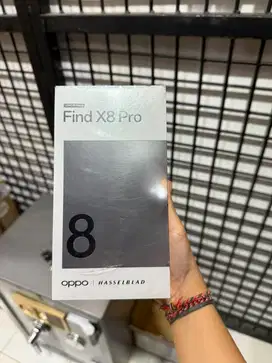 Find X8 Pro
8
oppo | HASSELBLAD